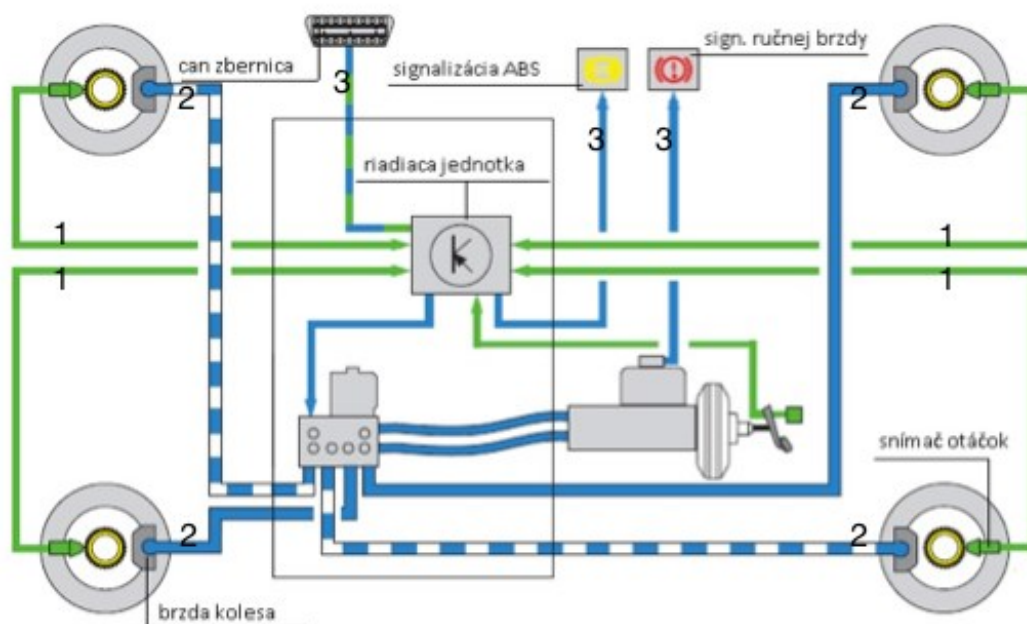 can zbernica
3
signalizácia ABS
sign. ručnej brzdy
2
2
3
3
riadiaca jednotka
1
1
1
1
snímač otáčok
2
2
brzda kolesa